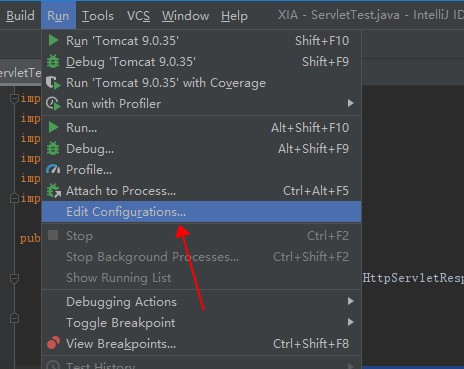 Build Run Tools VCS Window Help XIA - ServletTest.java - IntelliJ ID
Run 'Tomcat 9.0.35' Shift+F10
ervletTes Debug 'Tomcat 9.0.35' Shift+F9
Run 'Tomcat 9.0.35' with Coverage
imp Run with Profiler
imp
imp Run... Alt+Shift+F10
imp Debug... Alt+Shift+F9
imp Profile...
imp Attach to Process... Ctrl+Alt+F5
Edit Configurations...
pub Stop Ctrl+F2
Stop Background Processes... Ctrl+Shift+F2
Show Running List HttpServletResp
Debugging Actions
Toggle Breakpoint
View Breakpoints... Ctrl+Shift+F8
Test History